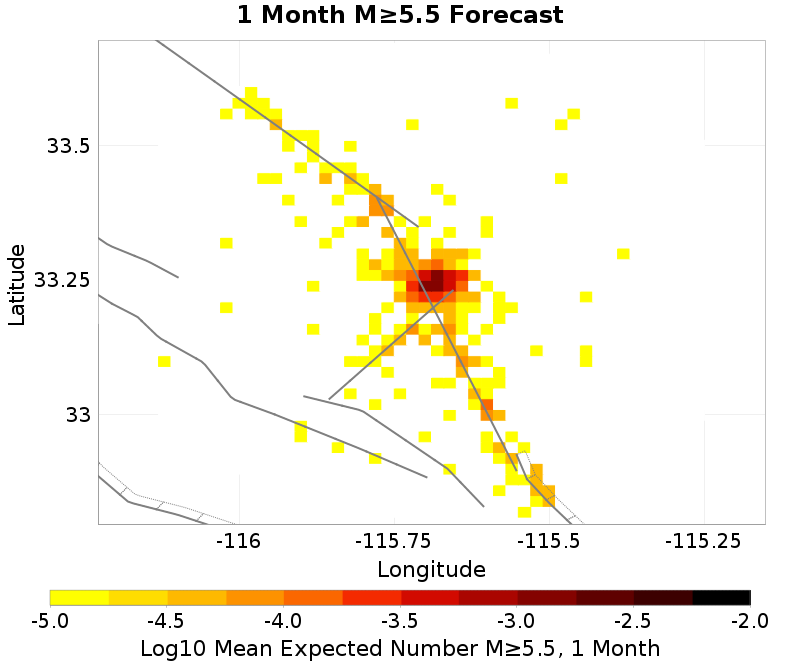 1 Month M≥5.5 Forecast
33.5
33.25
33
Latitude
-116 -115.75 -115.5 -115.25
Longitude
-5.0 -4.5 -4.0 -3.5 -3.0 -2.5 -2.0
Log10 Mean Expected Number M≥5.5, 1 Month